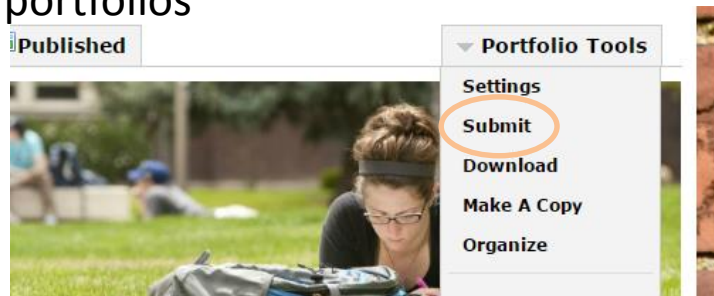 portfolios
Published
Portfolio Tools
Settings
Submit
Download
Make A Copy
Organize